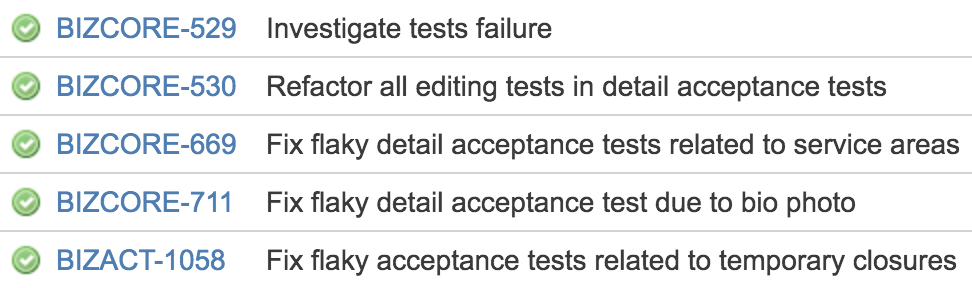 BIZCORE-529 Investigate tests failure
BIZCORE-530 Refactor all editing tests in detail acceptance tests
BIZCORE-669 Fix flaky detail acceptance tests related to service areas
BIZCORE-711 Fix flaky detail acceptance test due to bio photo
BIZACT-1058 Fix flaky acceptance tests related to temporary closures